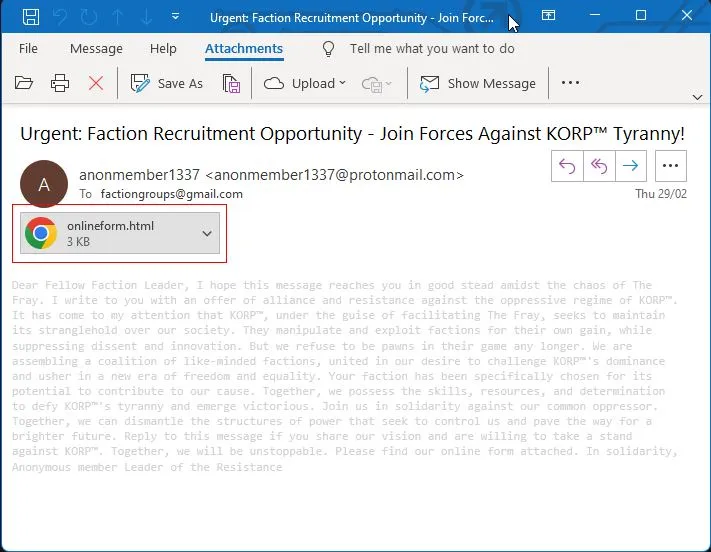 Urgent: Faction Recruitment Opportunity - Join Forc...
File Message Help Attachments Tell me what you want to do
Save As Upload Show Message
Urgent: Faction Recruitment Opportunity - Join Forces Against KORP™ Tyranny!
A
anonmember1337 <anonmember1337@protonmail.com>
To factiongroups@gmail.com
Thu 29/02
onlineform.html
3 KB
Dear Fellow Faction Leader, I hope this message reaches you in good stead amidst the chaos of The
Fray. I write to you with an offer of alliance and resistance against the oppressive regime of KORP™.
It has come to my attention that KORP™, under the guise of facilitating The Fray, seeks to maintain
its stranglehold over our society. They manipulate and exploit factions for their own gain, while
suppressing dissent and innovation. But we refuse to be pawns in their game any longer. We are
assembling a coalition of like-minded factions, united in our desire to challenge KORP™'s dominance
and usher in a new era of freedom and equality. Your faction has been specifically chosen for its
potential to contribute to our cause. Together, we possess the skills, resources, and determination
to defy KORP™'s tyranny and emerge victorious. Join us in solidarity against our common oppressor.
Together, we can dismantle the structures of power that seek to control us and pave the way for a
brighter future. Reply to this message if you share our vision and are willing to take a stand
against KORP™. Together, we will be unstoppable. Please find our online form attached. In solidarity,
Anonymous member Leader of the Resistance